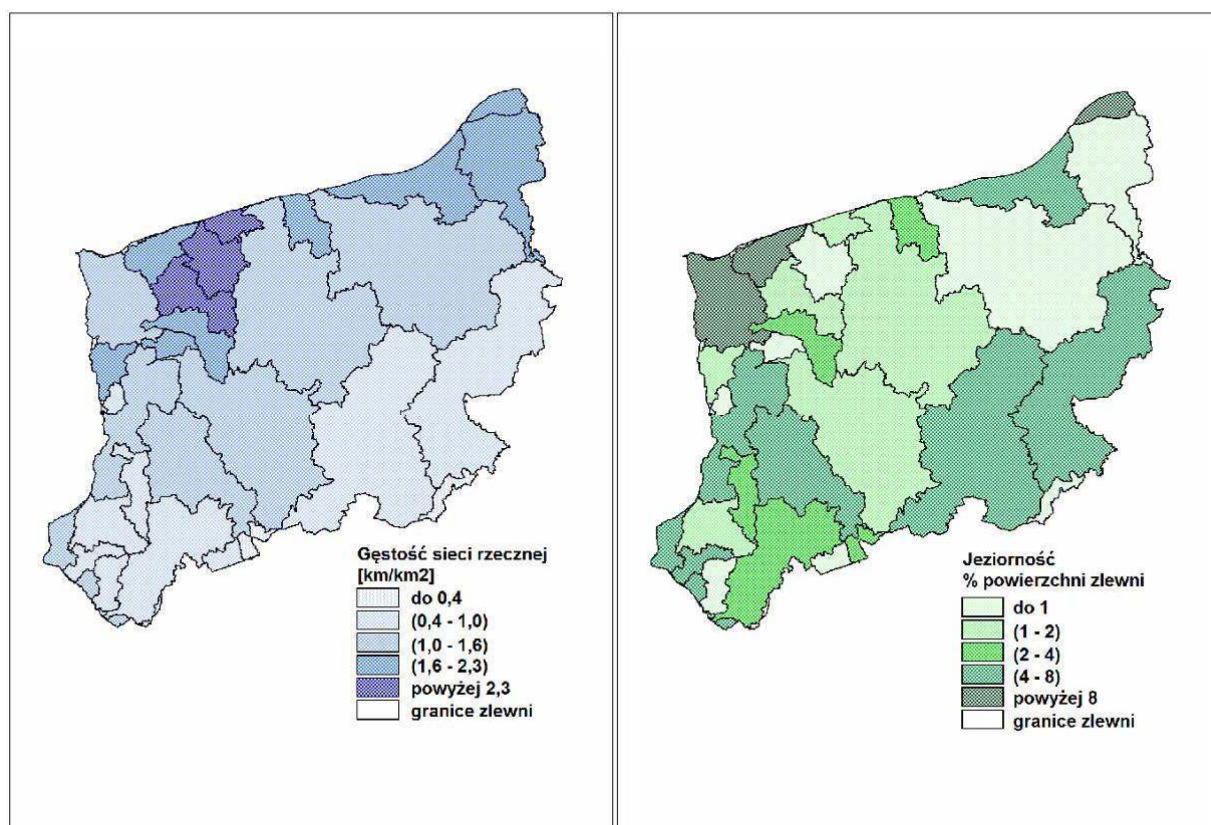 Gęstość sieci rzecznej
[km/km2]
do 0,4
(0,4 - 1,0)
(1,0 - 1,6)
(1,6 - 2,3)
powyżej 2,3
granice zlewni
Jeziorność
% powierzchni zlewni
do 1
(1 - 2)
(2 - 4)
(4 - 8)
powyżej 8
granice zlewni